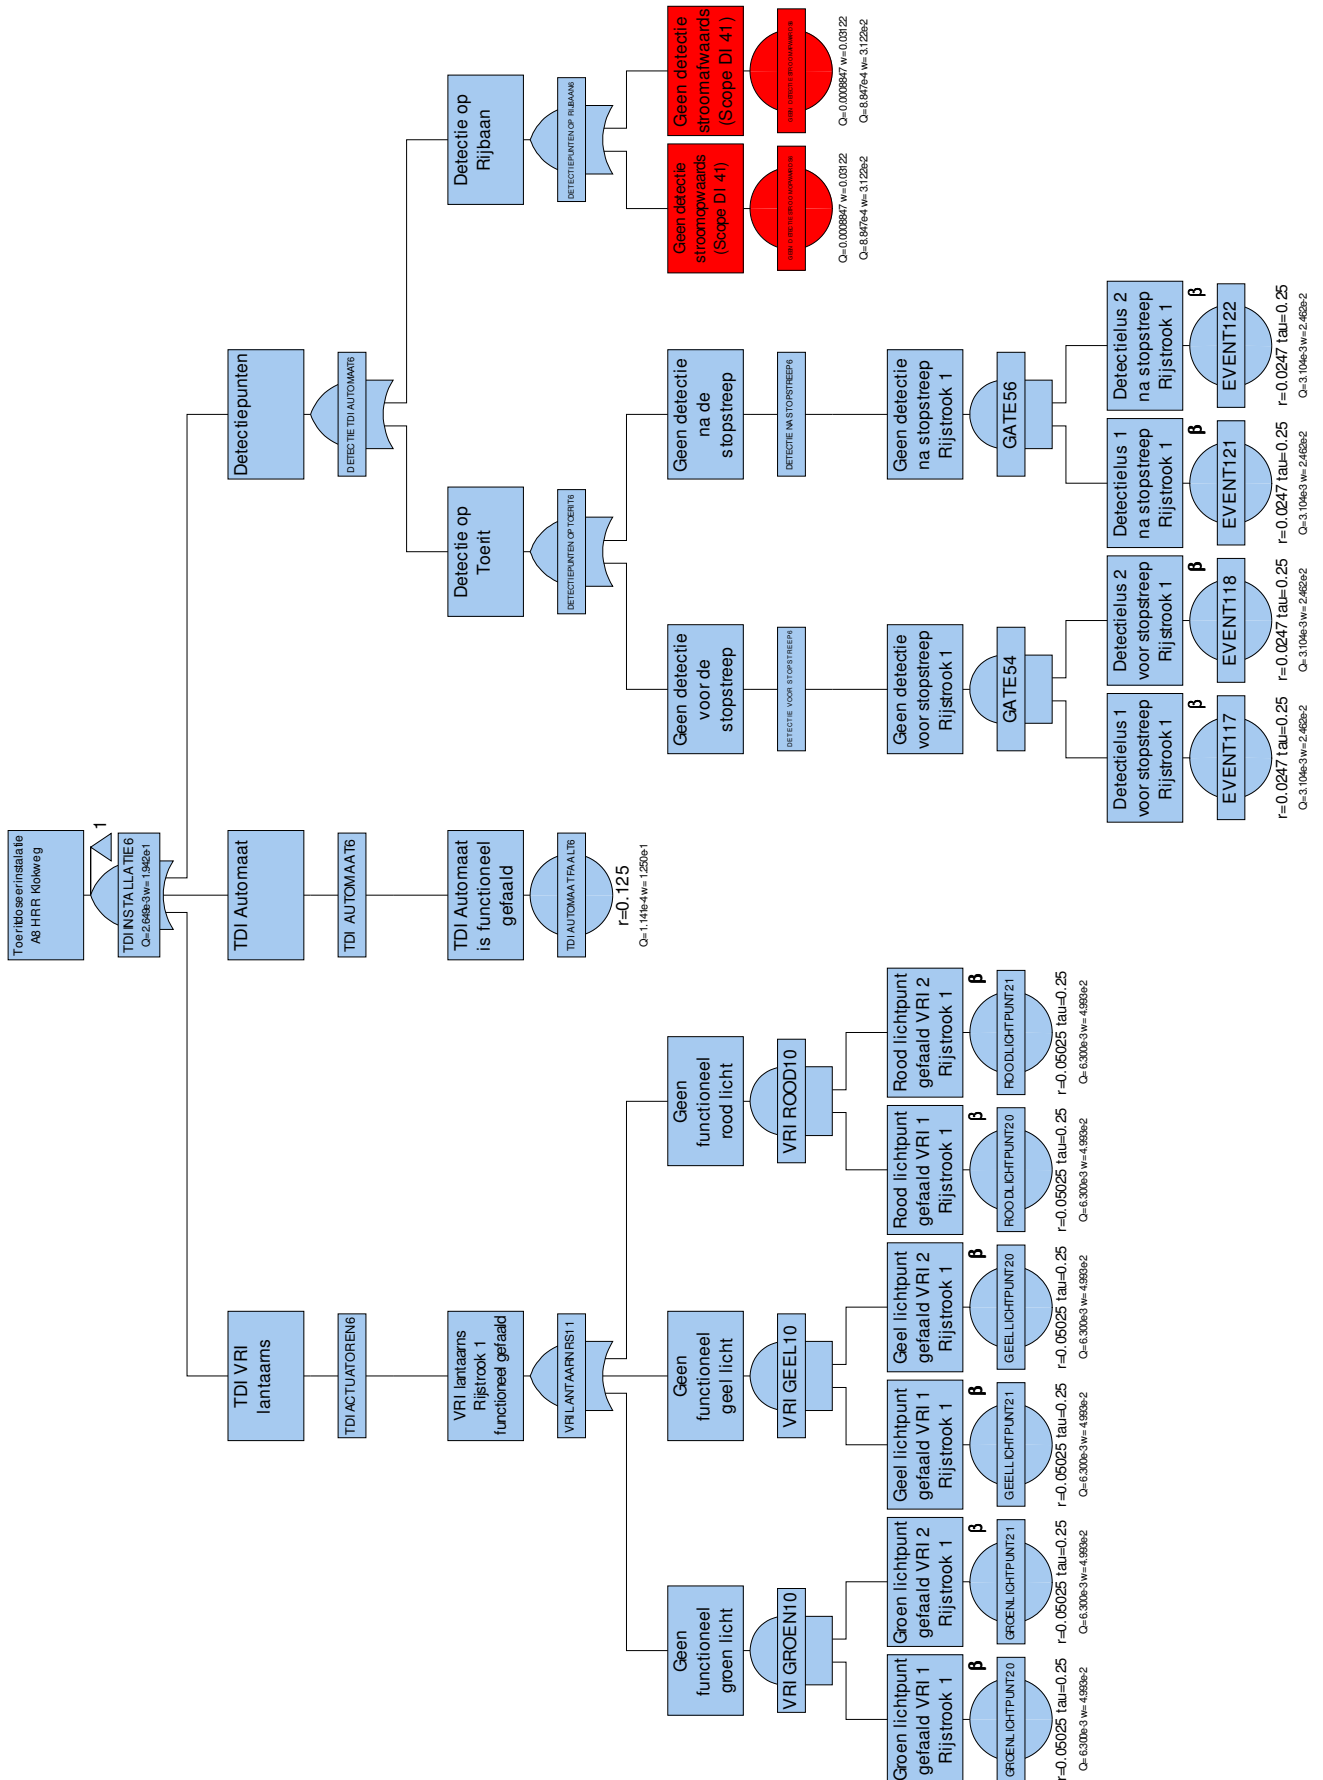 Toeritdoseerinstalatie
A8 HRR Klokweg
1
TDI INSTALLATIE6
Q=2.649e-3 w=1.942e-1
TDI VRI
lantaarns
TDI ACTUATOREN6
VRI lantaarns
Rijstrook 1
functioneel gefaald
VRI LANTAARN RS11
Geen
functioneel
groen licht
VRI GROEN10
Groen lichtpunt
gefaald VRI 1
Rijstrook 1
β
GROENLICHTPUNT20
r=0.05025 tau=0.25
Q=6.300e-3 w=4.993e-2
Groen lichtpunt
gefaald VRI 2
Rijstrook 1
β
GROENLICHTPUNT21
r=0.05025 tau=0.25
Q=6.300e-3 w=4.993e-2
Geen
functioneel
geel licht
VRI GEEL10
Geel lichtpunt
gefaald VRI 1
Rijstrook 1
β
GEELLICHTPUNT21
r=0.05025 tau=0.25
Q=6.300e-3 w=4.993e-2
Geel lichtpunt
gefaald VRI 2
Rijstrook 1
β
GEELLICHTPUNT20
r=0.05025 tau=0.25
Q=6.300e-3 w=4.993e-2
Geen
functioneel
rood licht
VRI ROOD10
Rood lichtpunt
gefaald VRI 1
Rijstrook 1
β
ROODLICHTPUNT20
r=0.05025 tau=0.25
Q=6.300e-3 w=4.993e-2
Rood lichtpunt
gefaald VRI 2
Rijstrook 1
β
ROODLICHTPUNT21
r=0.05025 tau=0.25
Q=6.300e-3 w=4.993e-2
TDI Automaat
TDI AUTOMAAT6
TDI Automaat
is functioneel
gefaald
TDI AUTOMAAT FAALT6
r=0.125
Q=1.141e-4 w=1.250e-1
Detectiepunten
DETECTIE TDI AUTOMAAT6
Detectie op
Toerit
DETECTIEPUNTEN OP TOERIT6
Geen detectie
voor de
stopstreep
DETECTIE VOOR STOPSTREEP6
Geen detectie
voor stopstreep
Rijstrook 1
GATE54
Detectielus 1
voor stopstreep
Rijstrook 1
β
EVENT117
r=0.0247 tau=0.25
Q=3.104e-3 w=2.462e-2
Detectielus 2
voor stopstreep
Rijstrook 1
β
EVENT118
r=0.0247 tau=0.25
Q=3.104e-3 w=2.462e-2
Geen detectie
na de
stopstreep
DETECTIE NA STOPSTREEP6
Geen detectie
na stopstreep
Rijstrook 1
GATE56
Detectielus 1
na stopstreep
Rijstrook 1
β
EVENT121
r=0.0247 tau=0.25
Q=3.104e-3 w=2.462e-2
Detectielus 2
na stopstreep
Rijstrook 1
β
EVENT122
r=0.0247 tau=0.25
Q=3.104e-3 w=2.462e-2
Detectie op
Rijbaan
DETECTIEPUNTEN OP RIJBAAN6
Geen detectie
stroomopwaards
(Scope DI 41)
GEEN DETECTIE STROOMOPWAARDS6
Q=0.0008847 w=0.03122
Q=8.847e-4 w=3.122e-2
Geen detectie
stroomafwaards
(Scope DI 41)
GEEN DETECTIE STROOMAFWAARDS6
Q=0.0008847 w=0.03122
Q=8.847e-4 w=3.122e-2